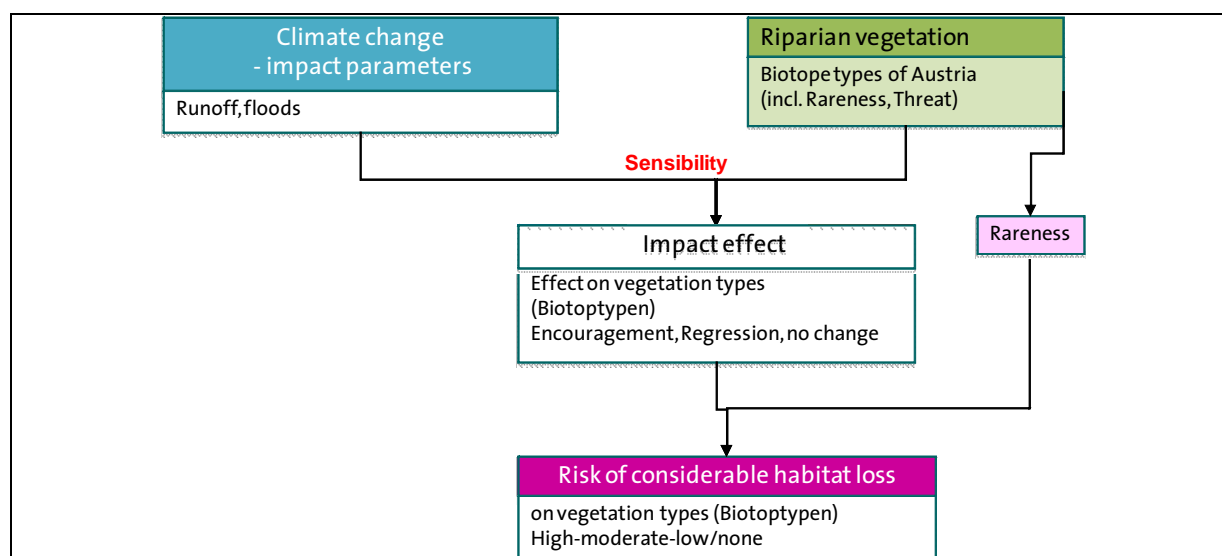 Climate change
- impact parameters
Runoff, floods
Riparian vegetation
Biotope types of Austria
(incl. Rareness, Threat)
Sensibility
Rareness
Impact effect
Effect on vegetation types
(Biotoptypen)
Encouragement, Regression, no change
Risk of considerable habitat loss
on vegetation types (Biotoptypen)
High-moderate-low/none